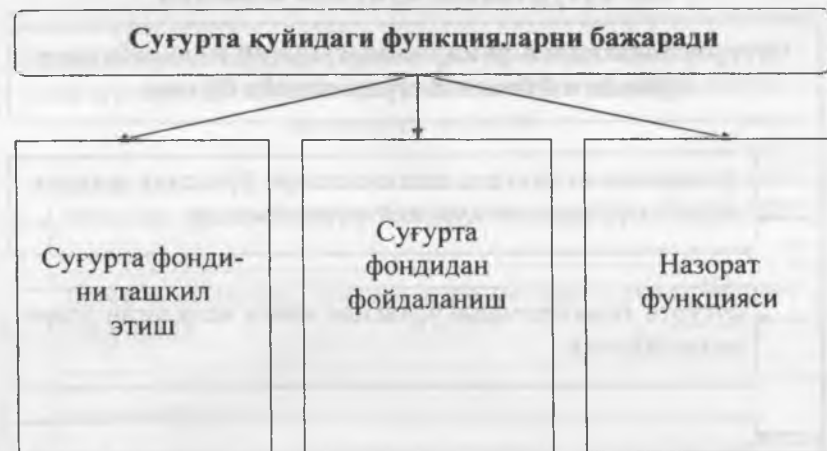 Суғурта қуйидаги функцияларни бажаради
Суғурта фонди-
ни ташкил
этиш
Суғурта
фондидан
фойдаланиш
Назорат
функцияси